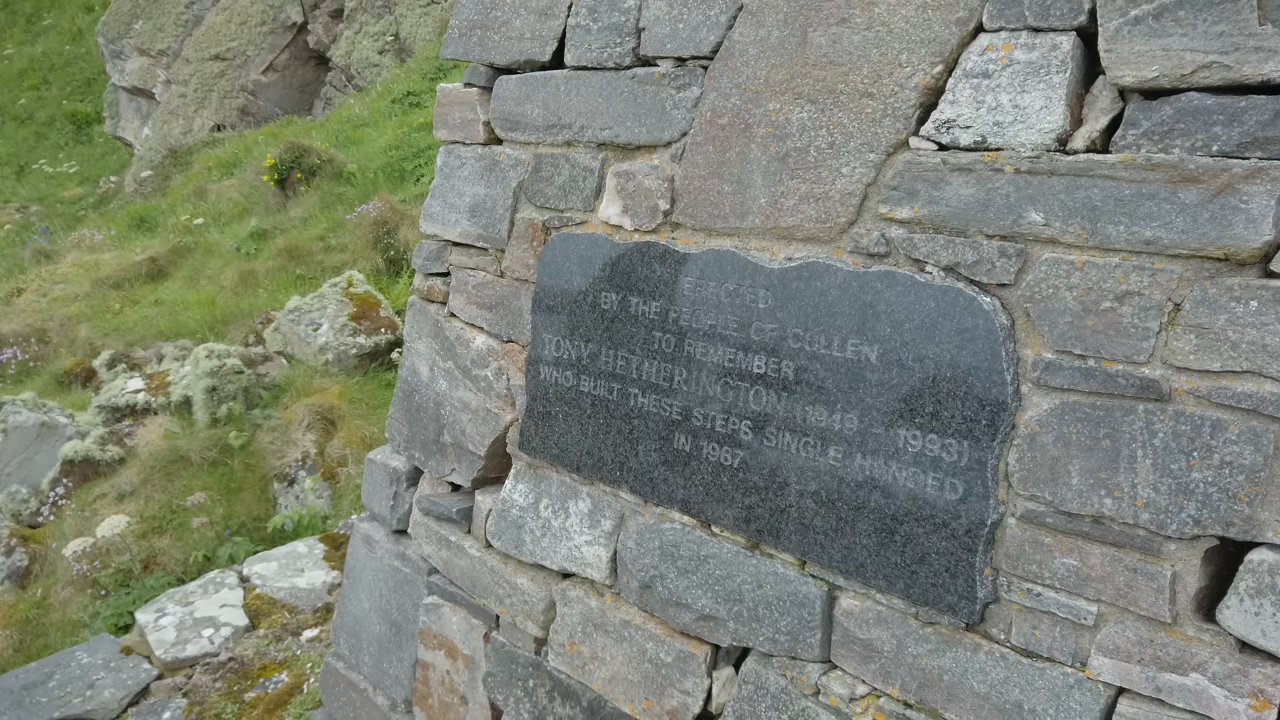 ERECTED
BY THE PEOPLE OF CULLEN
TO REMEMBER
TONY HETHERINGTON (1949 - 1993)
WHO BUILT THESE STEPS SINGLE HANDED
IN 1987